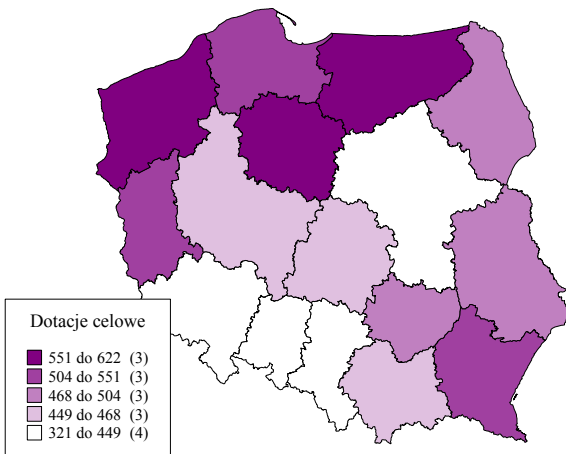 Dotacje celowe
551 do 622 (3)
504 do 551 (3)
468 do 504 (3)
449 do 468 (3)
321 do 449 (4)